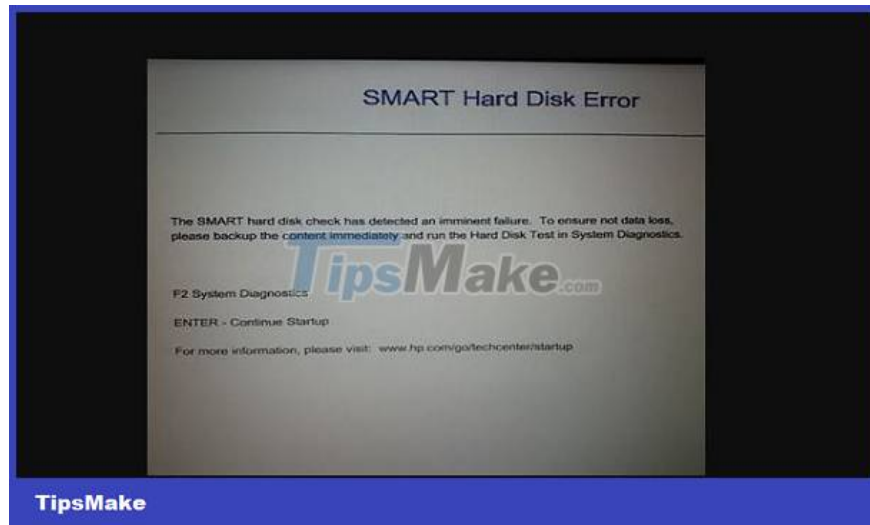 SMART Hard Disk Error
The SMART hard disk check has detected an imminent failure. To ensure not data loss,
please backup the content immediately and run the Hard Disk Test in System Diagnostics.
TipsMake.com
F2 System Diagnostics
ENTER - Continue Startup
For more information, please visit: www.hp.com/go/techcenter/startup
TipsMake